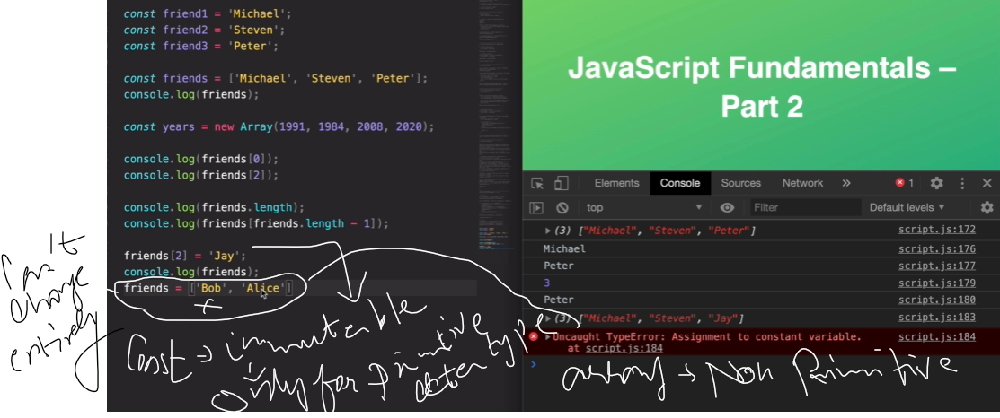 const friend1 = 'Michael';
const friend2 = 'Steven';
const friend3 = 'Peter';
const friends = ['Michael', 'Steven', 'Peter'];
console.log(friends);
const years = new Array(1991, 1984, 2008, 2020);
console.log(friends[0]);
console.log(friends[2]);
console.log(friends.length);
console.log(friends[friends.length - 1]);
friends[2] = 'Jay';
console.log(friends);
friends = ['Bob', 'Alice']
change
entirely
Const → immutable
Only for primitive
type
JavaScript Fundamentals –
Part 2
Elements Console Sources Network » 1
top Filter Default levels ▼
(3) ["Michael", "Steven", "Peter"] script.js:172
Michael script.js:176
Peter script.js:177
3 script.js:179
Peter script.js:180
(3) ["Michael", "Steven", "Jay"] script.js:183
Uncaught TypeError: Assignment to constant variable. script.js:184
at script.js:184
→ Non Primitive